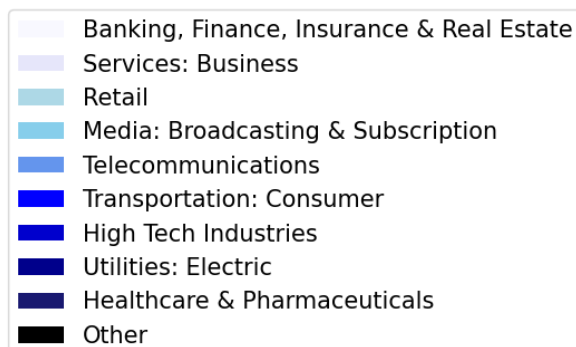 Banking, Finance, Insurance & Real Estate
Services: Business
Retail
Media: Broadcasting & Subscription
Telecommunications
Transportation: Consumer
High Tech Industries
Utilities: Electric
Healthcare & Pharmaceuticals
Other